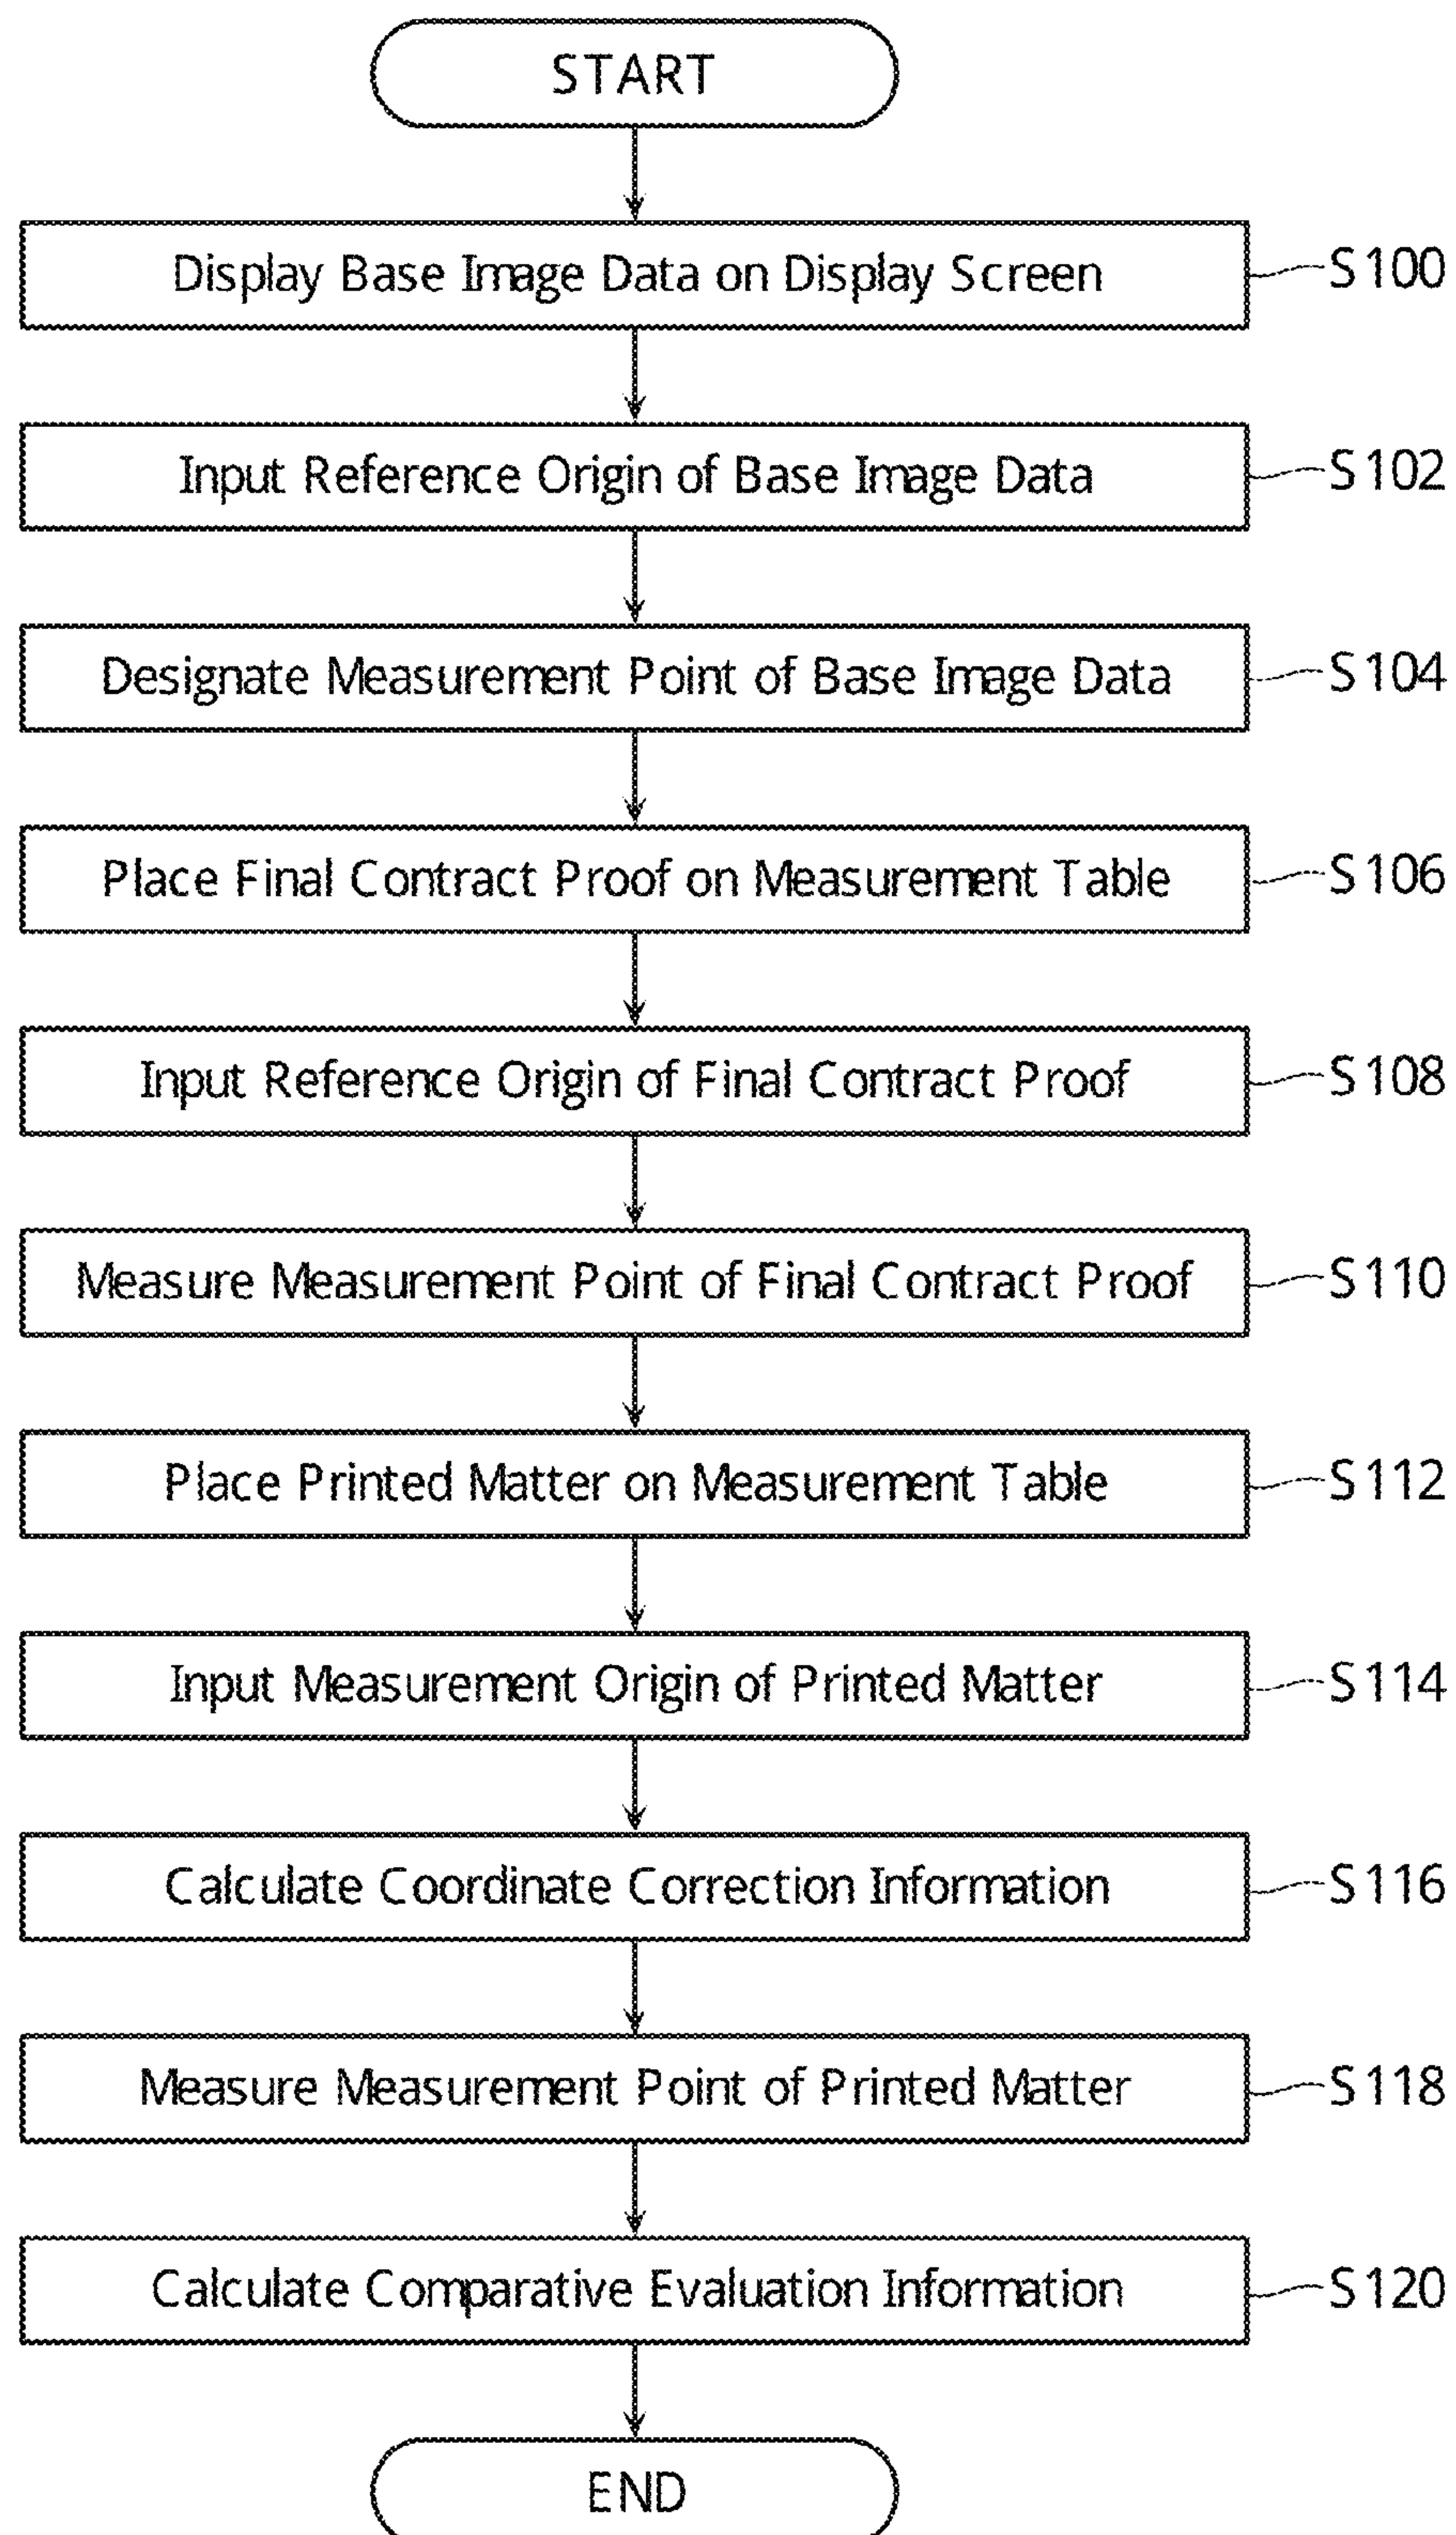 START
Display Base Image Data on Display Screen S100
Input Reference Origin of Base Image Data S102
Designate Measurement Point of Base Image Data S104
Place Final Contract Proof on Measurement Table S106
Input Reference Origin of Final Contract Proof S108
Measure Measurement Point of Final Contract Proof S110
Place Printed Matter on Measurement Table S112
Input Measurement Origin of Printed Matter S114
Calculate Coordinate Correction Information S116
Measure Measurement Point of Printed Matter S118
Calculate Comparative Evaluation Information S120
END